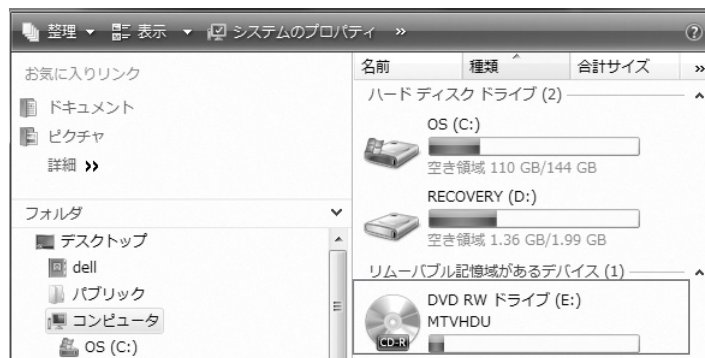 整理 表示 システムのプロパティ »
お気に入りリンク
ドキュメント
ピクチャ
詳細 »
フォルダ
デスクトップ
dell
パブリック
コンピュータ
OS (C:)
名前 種類 合計サイズ »
ハード ディスク ドライブ (2)
OS (C:)
空き領域 110 GB/144 GB
RECOVERY (D:)
空き領域 1.36 GB/1.99 GB
リムーバブル記憶域があるデバイス (1)
DVD RW ドライブ (E:)
MTVHDU
CD-R